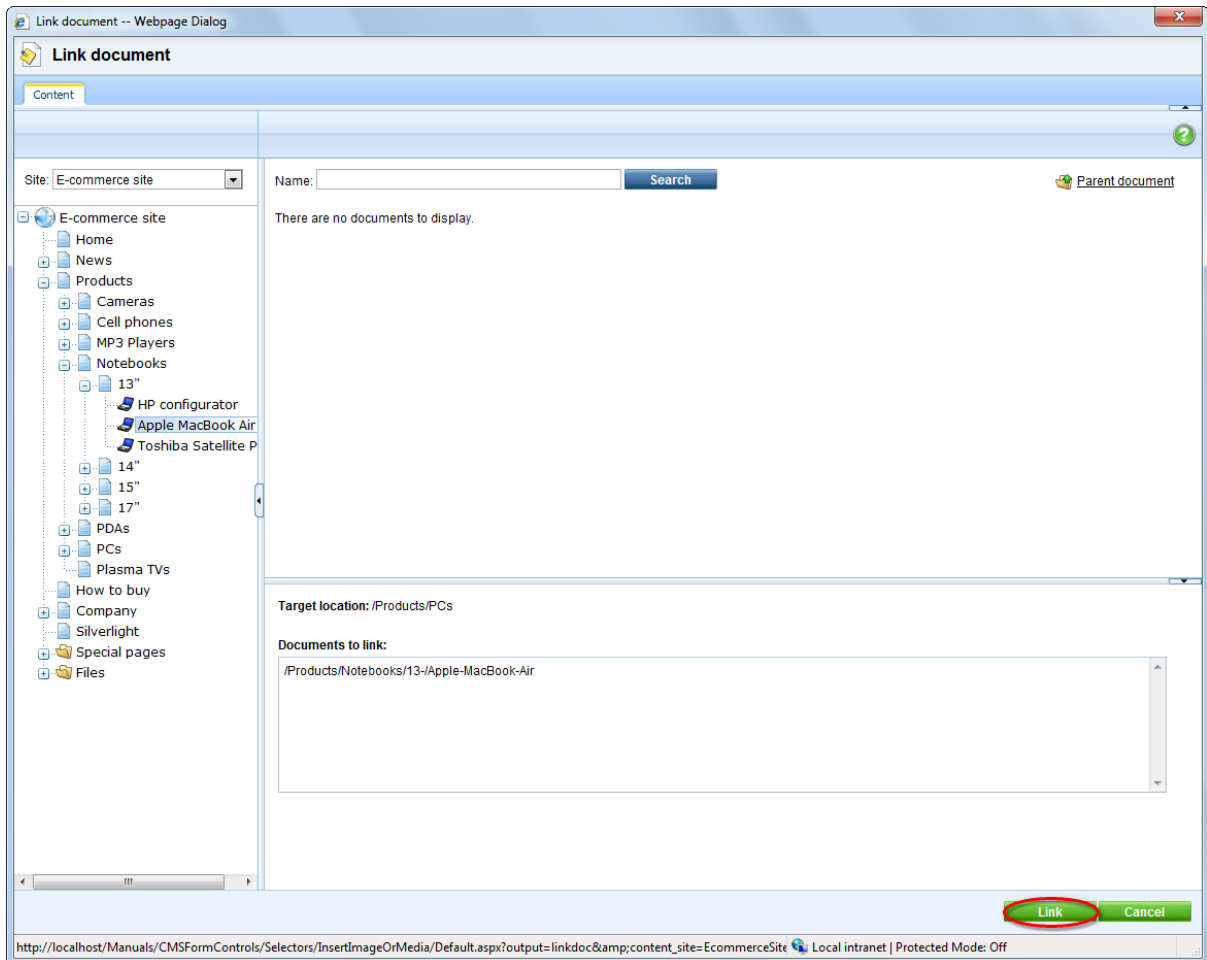 Link document -- Webpage Dialog
Link document
Content
Site: E-commerce site
Name: Search Parent document
There are no documents to display.
E-commerce site
Home
News
Products
Cameras
Cell phones
MP3 Players
Notebooks
13"
HP configurator
Apple MacBook Air
Toshiba Satellite P
14"
15"
17"
PDAs
PCs
Plasma TVs
How to buy
Company
Silverlight
Special pages
Files
Target location: /Products/PCs
Documents to link:
/Products/Notebooks/13-/Apple-MacBook-Air
Link Cancel
http://localhost/Manuals/CMSFormControls/Selectors/InsertImageOrMedia/Default.aspx?output=linkdoc&amp;content_site=EcommerceSite Local intranet | Protected Mode: Off